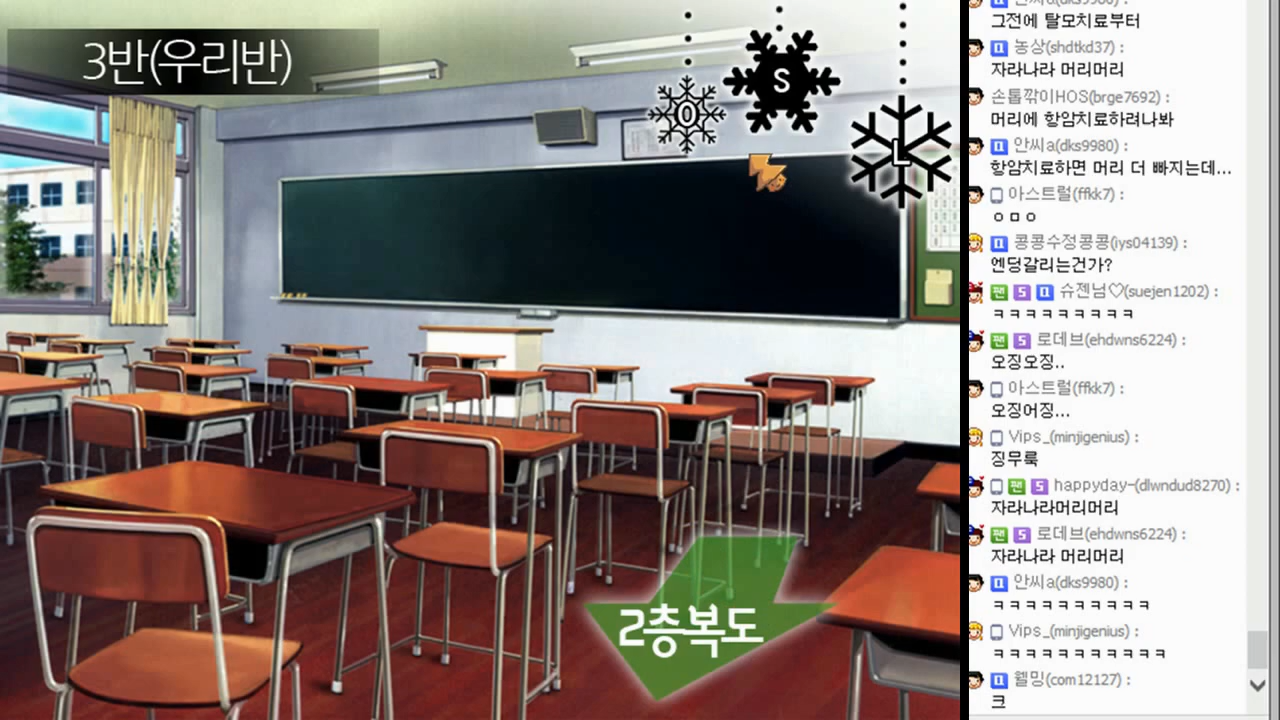 3반(우리반)
O
S
L
2층복도
그전에 탈모치료부터
농상(shdtkd37) :
자라나라 머리머리
손톱깎이HOS(brge7692) :
머리에 항암치료하려나봐
안씨a(dks9980) :
항암치료하면 머리 더 빠지는데...
아스트럴(ffkk7) :
ㅇㅁㅇ
콩콩수정콩콩(iys04139) :
엔딩갈리는건가?
팬 S 슈젠님♡(suejen1202) :
ㅋㅋㅋㅋㅋㅋㅋㅋㅋ
팬 S 로데브(ehdwns6224) :
오징오징..
아스트럴(ffkk7) :
오징어징...
Vips_(minjigenius) :
징무룩
팬 S happyday-(dlwndud8270) :
자라나라머리머리
팬 S 로데브(ehdwns6224) :
자라나라 머리머리
안씨a(dks9980) :
ㅋㅋㅋㅋㅋㅋㅋㅋㅋㅋ
Vips_(minjigenius) :
ㅋㅋㅋㅋㅋㅋㅋㅋㅋㅋㅋ
웰밍(com12127) :
크